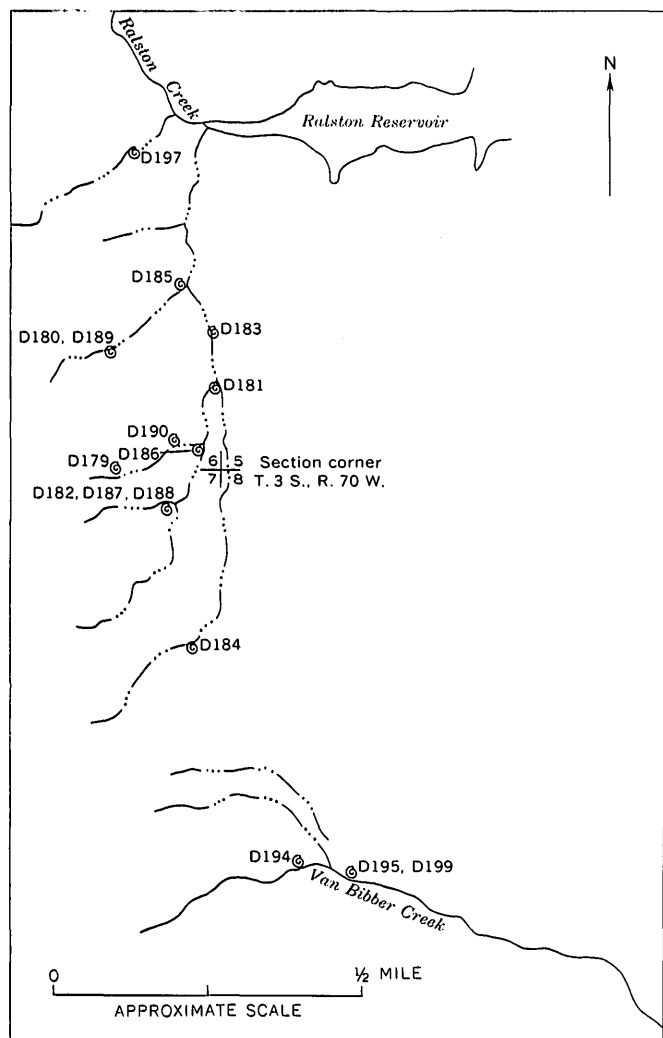 Ralston Creek
N
Ralston Reservoir
D197
D185
D183
D180, D189
D181
D190
D186
D179
6 5
7 8
Section corner
T. 3 S., R. 70 W.
D182, D187, D188
D184
D194
D195, D199
Van Bibber Creek
0 ½ MILE
APPROXIMATE SCALE